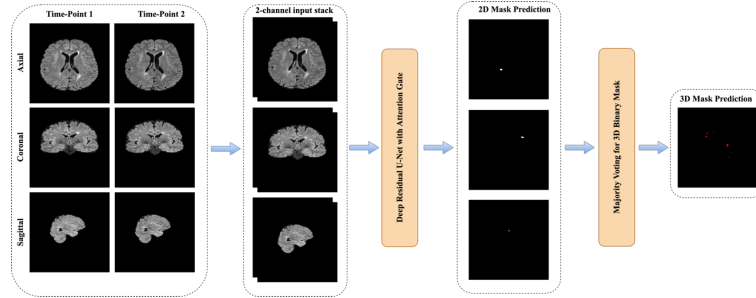 Time-Point 1
Time-Point 2
Axial
Coronal
Sagittal
2-channel input stack
Deep Residual U-Net with Attention Gate
2D Mask Prediction
Majority Voting for 3D Binary Mask
3D Mask Prediction